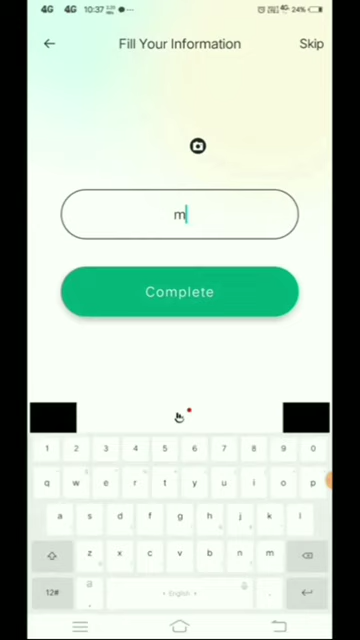 4G 4G 10:37 24%
Fill Your Information
Skip
m
Complete
1 2 3 4 5 6 7 8 9 0
q w e r t y u i o p
a s d f g h j k l
z x c v b n m
12# , English .